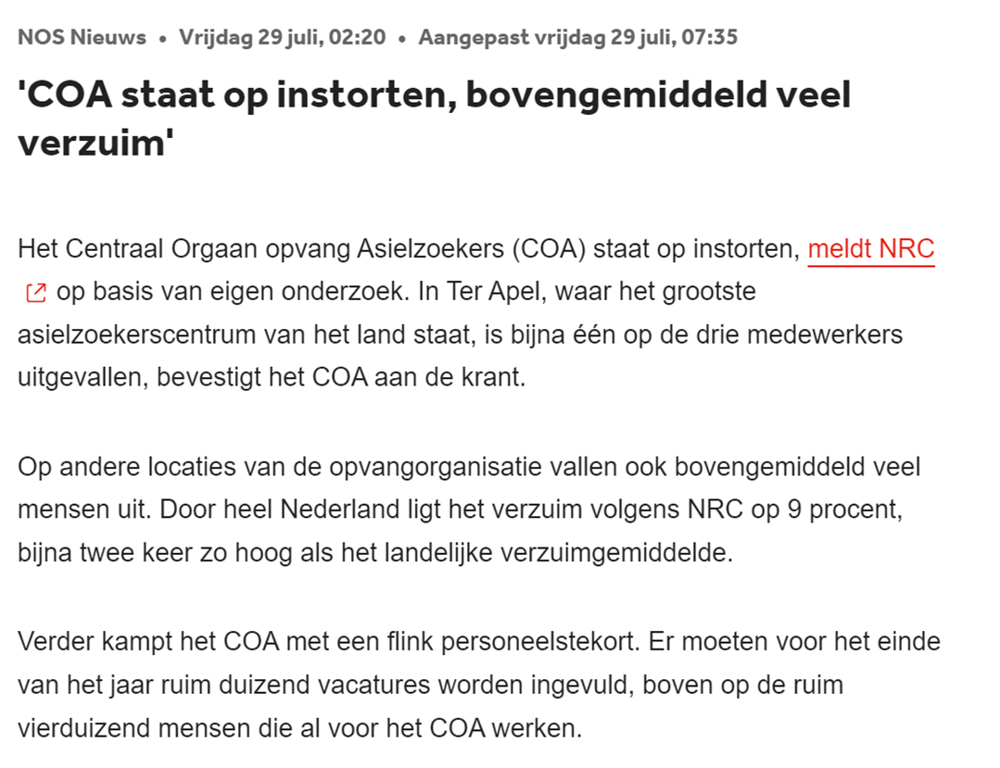 NOS Nieuws • Vrijdag 29 juli, 02:20 • Aangepast vrijdag 29 juli, 07:35
'COA staat op instorten, bovengemiddeld veel
verzuim'
Het Centraal Orgaan opvang Asielzoekers (COA) staat op instorten, meldt NRC
op basis van eigen onderzoek. In Ter Apel, waar het grootste
asielzoekerscentrum van het land staat, is bijna één op de drie medewerkers
uitgevallen, bevestigt het COA aan de krant.
Op andere locaties van de opvangorganisatie vallen ook bovengemiddeld veel
mensen uit. Door heel Nederland ligt het verzuim volgens NRC op 9 procent,
bijna twee keer zo hoog als het landelijke verzuimgemiddelde.
Verder kampt het COA met een flink personeelstekort. Er moeten voor het einde
van het jaar ruim duizend vacatures worden ingevuld, boven op de ruim
vierduizend mensen die al voor het COA werken.